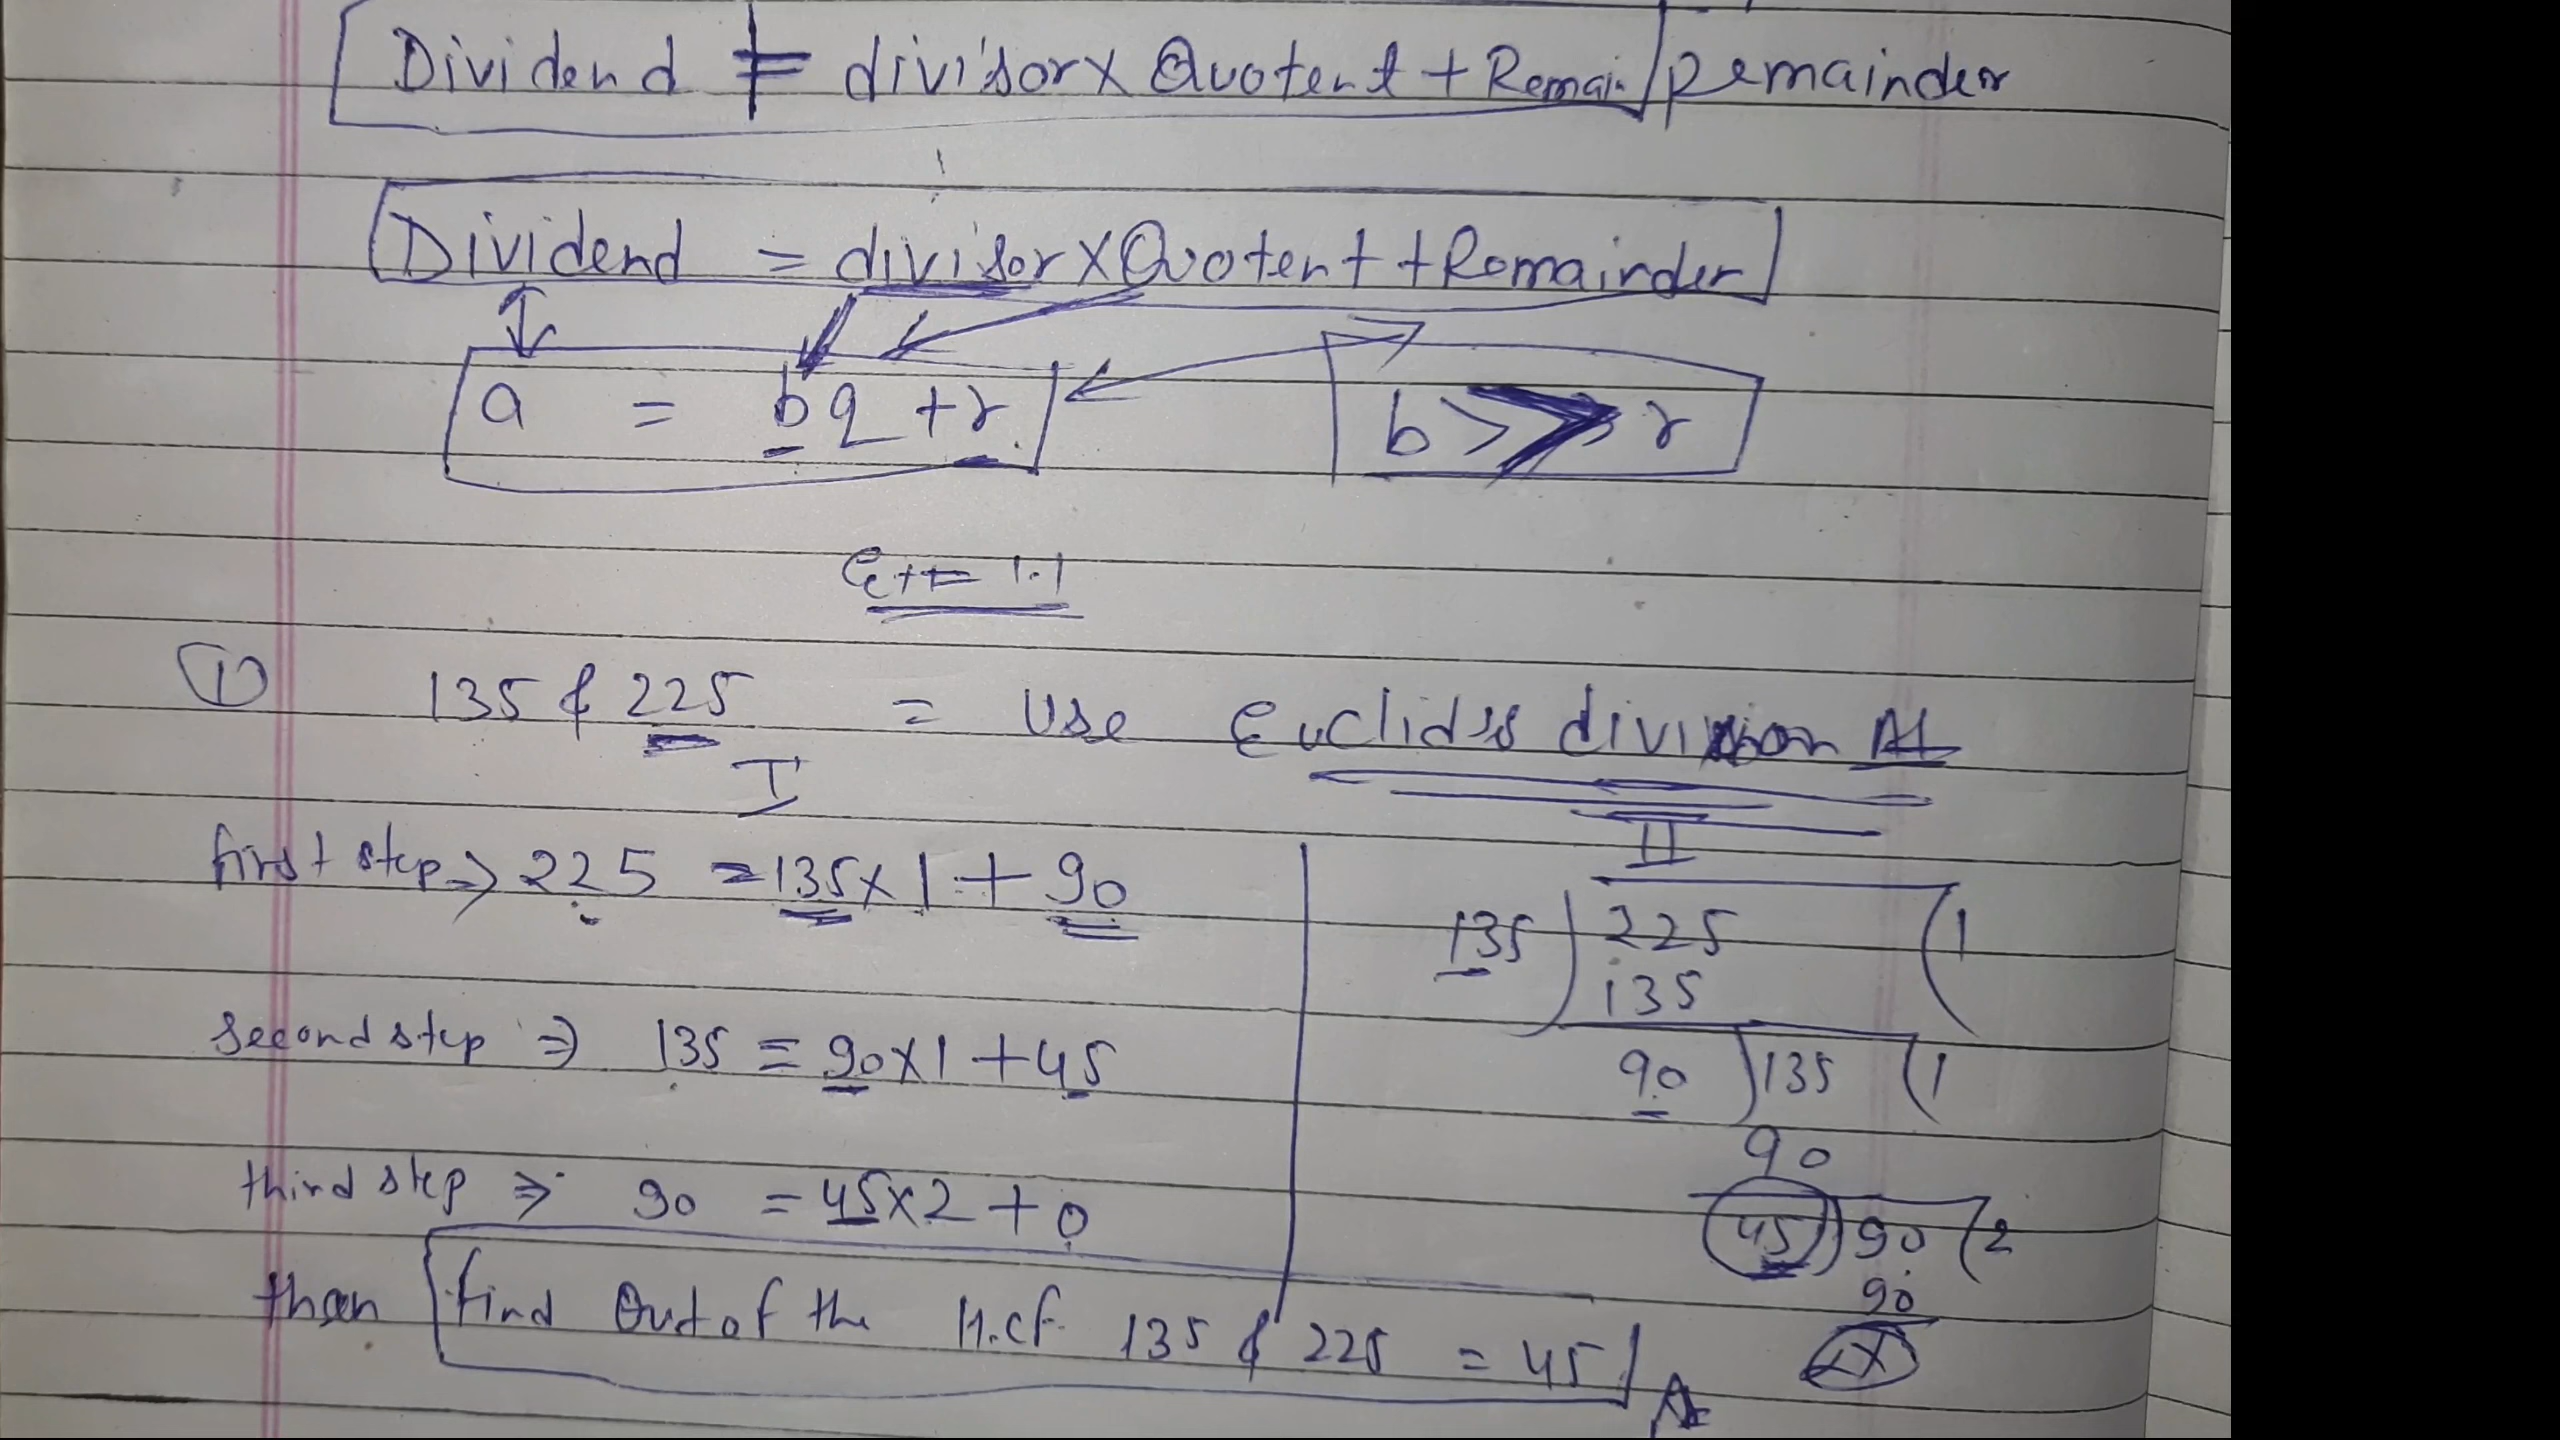 Dividend ≠ divisor x Quotent + Remain Remainder
Dividend = divisor x Quotent + Remainder
a = bq + r
b > r
Ex = 1.1
① 135 & 225 = Use Euclid's division Al
I
II
first step ⇒ 225 = 135 x 1 + 90
135 ) 225 ( 1
135
second step ⇒ 135 = 90 x 1 + 45
90 ) 135 ( 1
90
third step ⇒ 90 = 45 x 2 + 0
45 ) 90 ( 2
90
then find Out of the H.C.F. 135 & 225 = 45